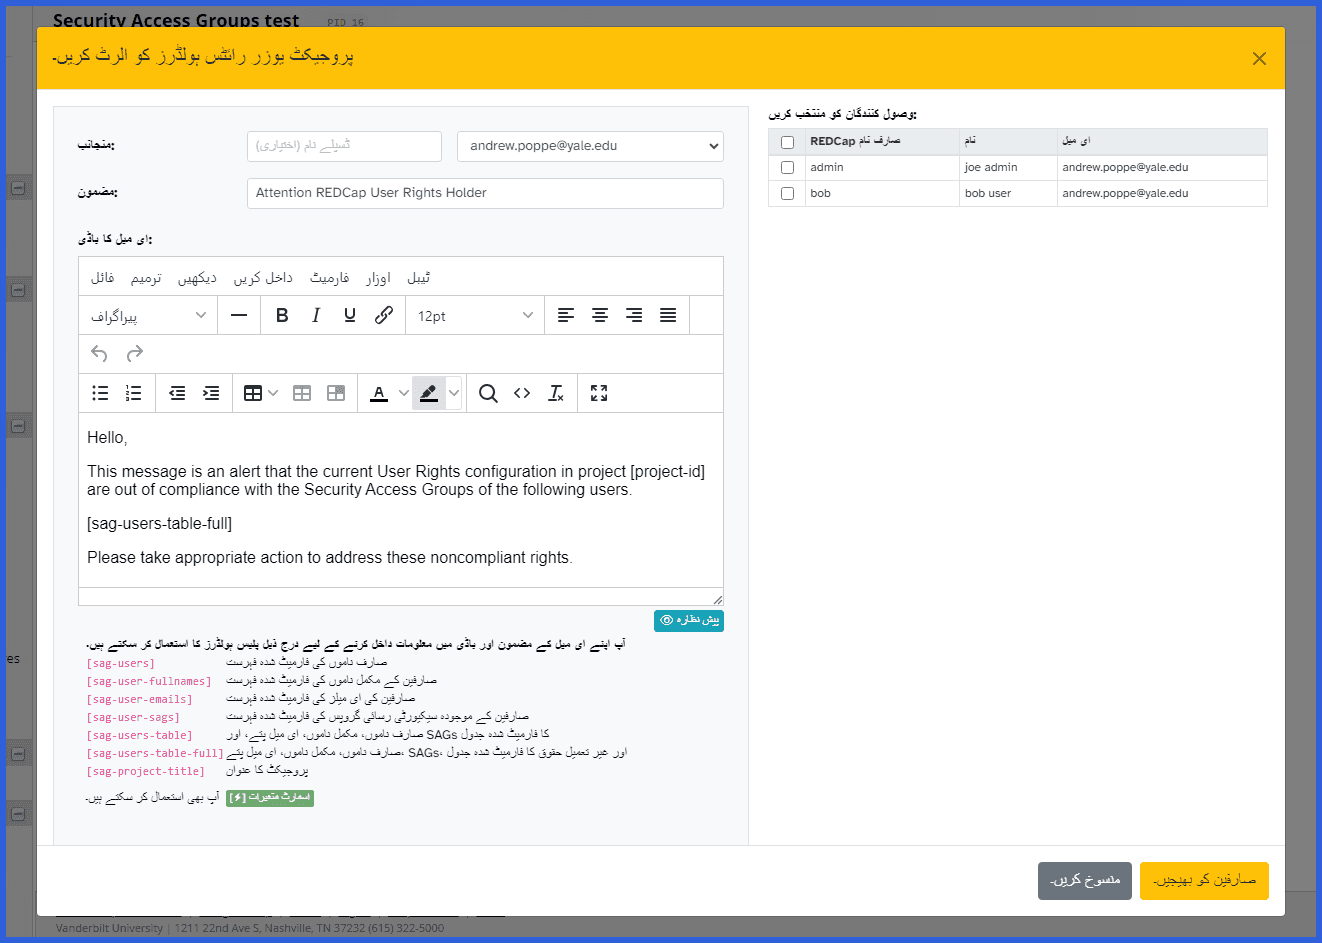 Security Access Groups test PID 16
پروجیکٹ یوزر رائٹس ہولڈرز کو الرٹ کریں۔
منجانب:
ڈسپلے نام (اختیاری)
andrew.poppe@yale.edu
مضمون:
Attention REDCap User Rights Holder
ای میل کا باڈی:
فائل ترمیم دیکھیں داخل کریں فارمیٹ اوزار ٹیبل
پیراگراف
12pt
Hello,
This message is an alert that the current User Rights configuration in project [project-id]
are out of compliance with the Security Access Groups of the following users.
[sag-users-table-full]
Please take appropriate action to address these noncompliant rights.
پیش نظارہ
آپ اپنے ای میل کے مضمون اور باڈی میں معلومات داخل کرنے کے لیے درج ذیل پلیس ہولڈرز کا استعمال کر سکتے ہیں۔
[sag-users] صارف ناموں کی فارمیٹ شدہ فہرست
[sag-user-fullnames] صارفین کے مکمل ناموں کی فارمیٹ شدہ فہرست
[sag-user-emails] صارفین کی ای میلز کی فارمیٹ شدہ فہرست
[sag-user-sags] صارفین کے موجودہ سیکیورٹی رسائی گروپس کی فارمیٹ شدہ فہرست
[sag-users-table] صارف ناموں، مکمل ناموں، ای میل پتے، اور SAGs کا فارمیٹ شدہ جدول
[sag-users-table-full] صارف ناموں، مکمل ناموں، ای میل پتے، SAGs، اور غیر تعمیل حقوق کا فارمیٹ شدہ جدول
[sag-project-title] پروجیکٹ کا عنوان
آپ بھی استعمال کر سکتے ہیں۔ [⚡] اسمارٹ متغیرات
وصول کنندگان کو منتخب کریں:
REDCap صارف نام نام ای میل
admin joe admin andrew.poppe@yale.edu
bob bob user andrew.poppe@yale.edu
منسوخ کریں۔
صارفین کو بھیجیں۔
es
Vanderbilt University | 1211 22nd Ave S, Nashville, TN 37232 (615) 322-5000